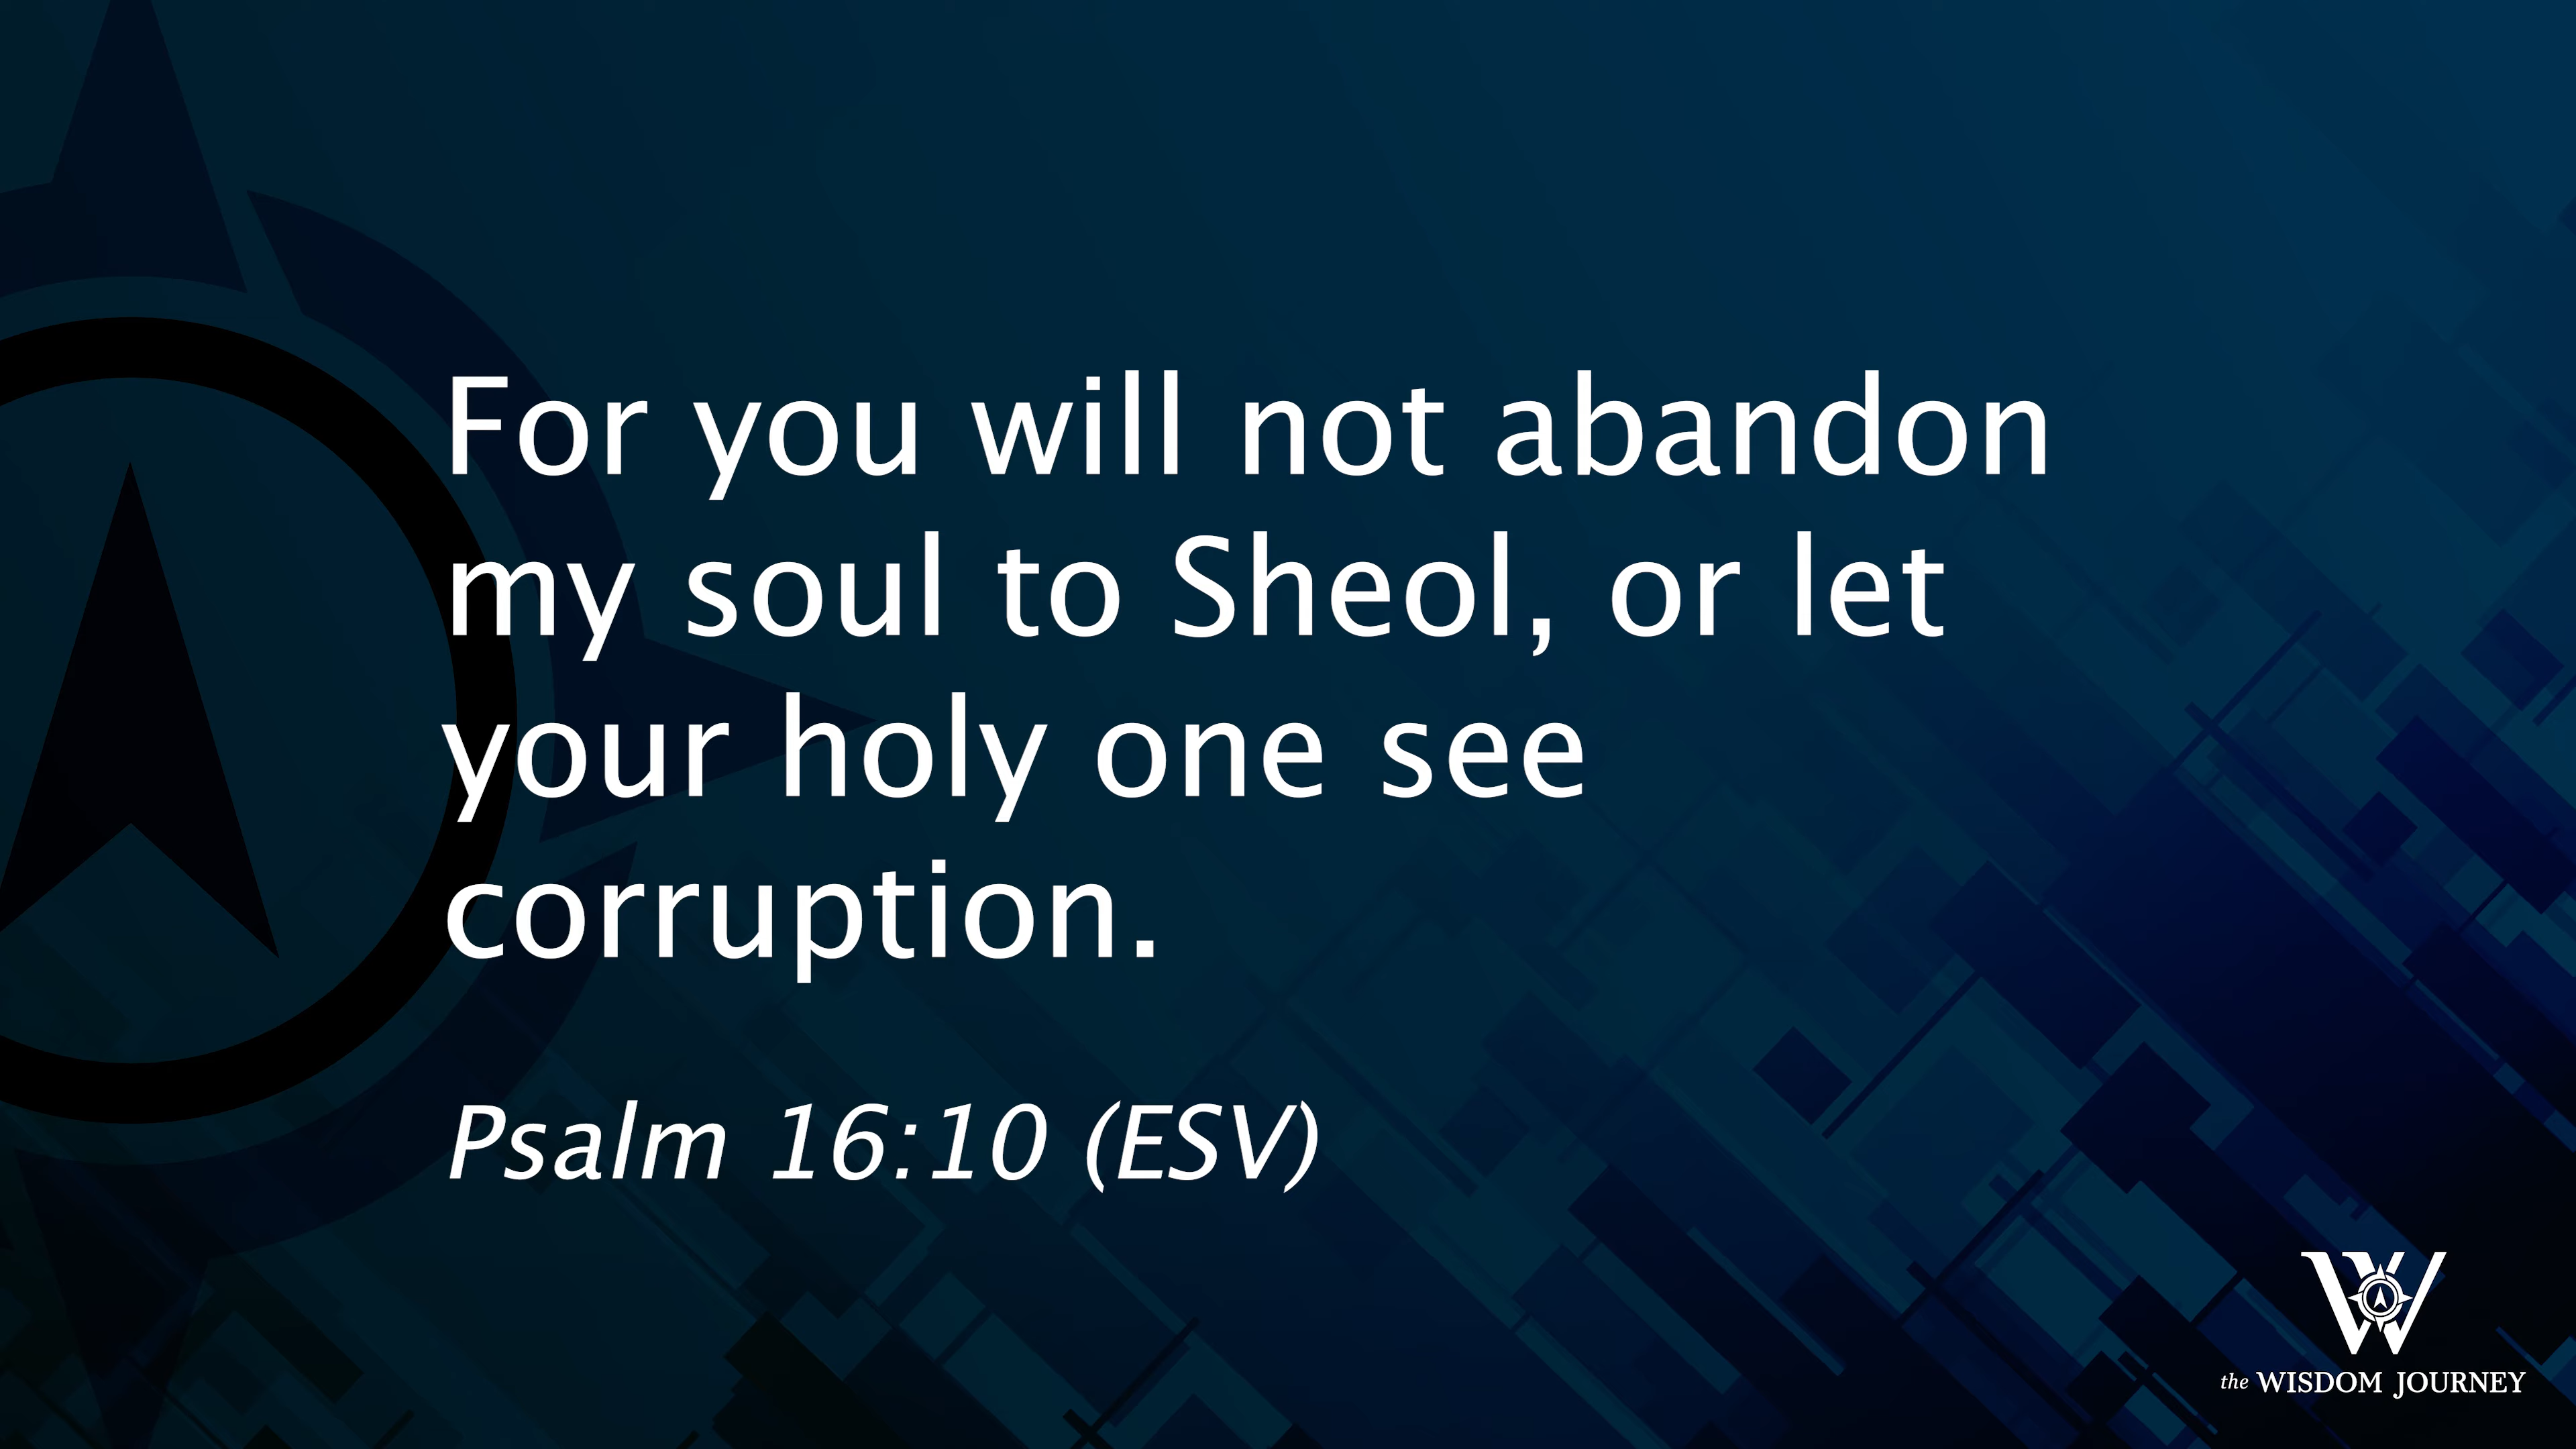 For you will not abandon
my soul to Sheol, or let
your holy one see
corruption.
Psalm 16:10 (ESV)
W
the WISDOM JOURNEY